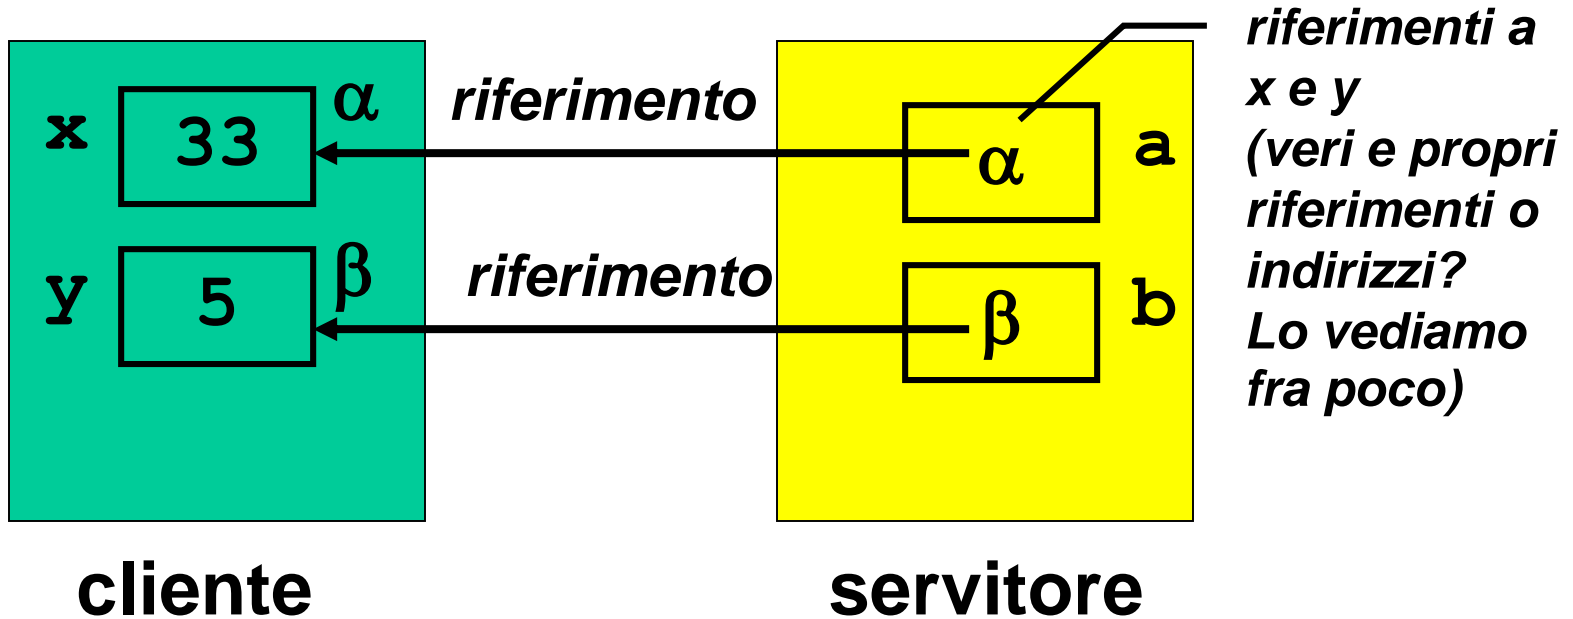 x
33
α
riferimento
α
a
y
5
β
riferimento
β
b
riferimenti a
x e y
(veri e propri
riferimenti o
indirizzi?
Lo vediamo
fra poco)
cliente
servitore